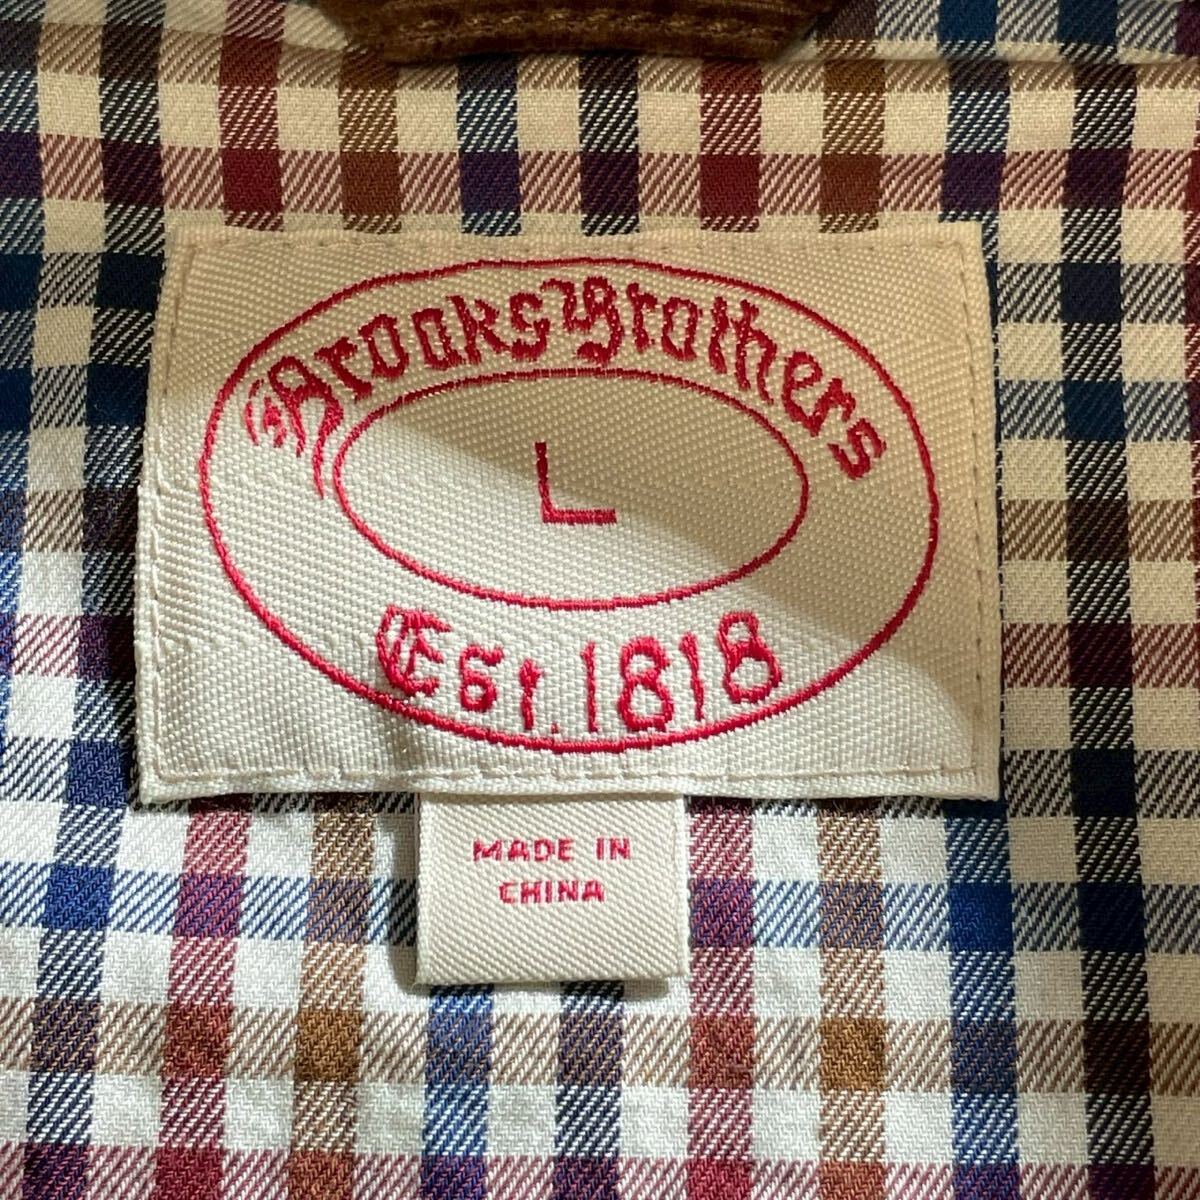 Brooks Brothers
L
Est. 1818
MADE IN
CHINA